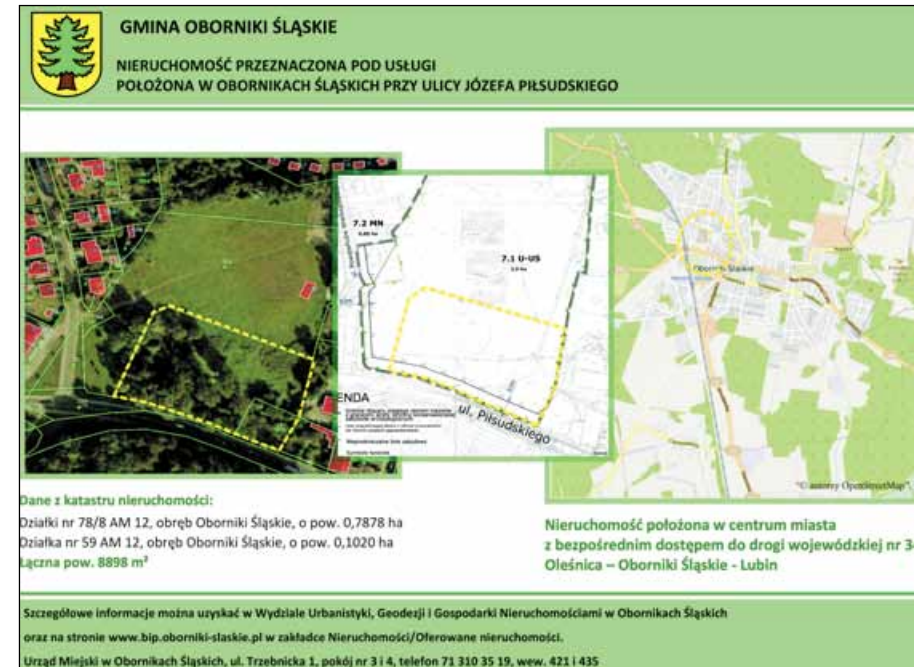 GMINA OBORNIKI ŚLĄSKIE
NIERUCHOMOŚĆ PRZEZNACZONA POD USŁUGI
POŁOŻONA W OBORNIKACH ŚLĄSKICH PRZY ULICY JÓZEFA PIŁSUDSKIEGO
7.2 MN
7.1 U-US
ENDA
ul. Piłsudskiego
Oborniki Śląskie
"© autorzy OpenStreetMap"
Dane z katastru nieruchomości:
Działki nr 78/8 AM 12, obręb Oborniki Śląskie, o pow. 0,7878 ha
Działka nr 59 AM 12, obręb Oborniki Śląskie, o pow. 0,1020 ha
Łączna pow. 8898 m²
Nieruchomość położona w centrum miasta
z bezpośrednim dostępem do drogi wojewódzkiej nr 3
Oleśnica – Oborniki Śląskie - Lubin
Szczegółowe informacje można uzyskać w Wydziale Urbanistyki, Geodezji i Gospodarki Nieruchomościami w Obornikach Śląskich
oraz na stronie www.bip.oborniki-slaskie.pl w zakładce Nieruchomości/Oferowane nieruchomości.
Urząd Miejski w Obornikach Śląskich, ul. Trzebnicka 1, pokój nr 3 i 4, telefon 71 310 35 19, wew. 421 i 435